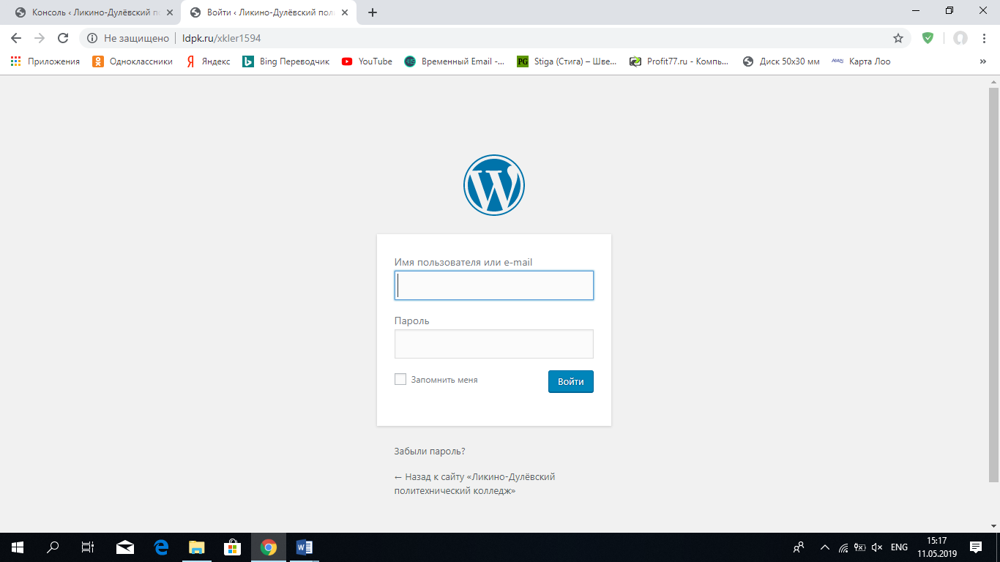 Консоль ‹ Ликино-Дулёвский п
Войти ‹ Ликино-Дулёвский пол
Не защищено | ldpk.ru/xkler1594
Приложения Одноклассники Яндекс Bing Переводчик YouTube Временный Email -... Stiga (Стига) – Шве... Profit77.ru - Компь... Диск 50x30 мм Карта Лоо »
Имя пользователя или e-mail
Пароль
Запомнить меня Войти
Забыли пароль?
← Назад к сайту «Ликино-Дулёвский
политехнический колледж»
ENG
15:17
11.05.2019